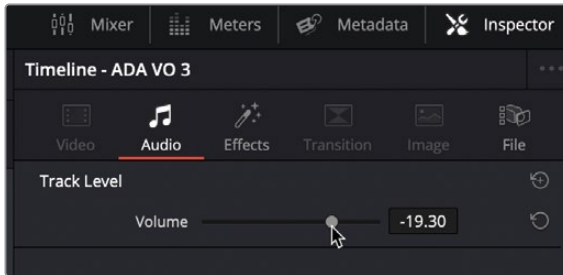 Mixer Meters Metadata Inspector
Timeline - ADA VO 3
Video Audio Effects Transition Image File
Track Level
Volume -19.30